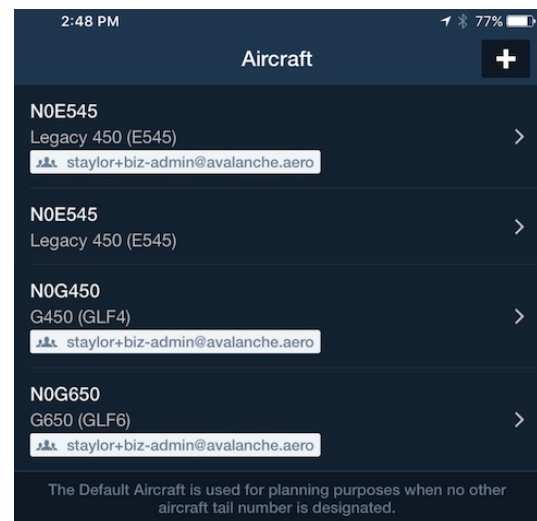 2:48 PM 77%
Aircraft
N0E545
Legacy 450 (E545)
staylor+biz-admin@avalanche.aero
N0E545
Legacy 450 (E545)
N0G450
G450 (GLF4)
staylor+biz-admin@avalanche.aero
N0G650
G650 (GLF6)
staylor+biz-admin@avalanche.aero
The Default Aircraft is used for planning purposes when no other
aircraft tail number is designated.